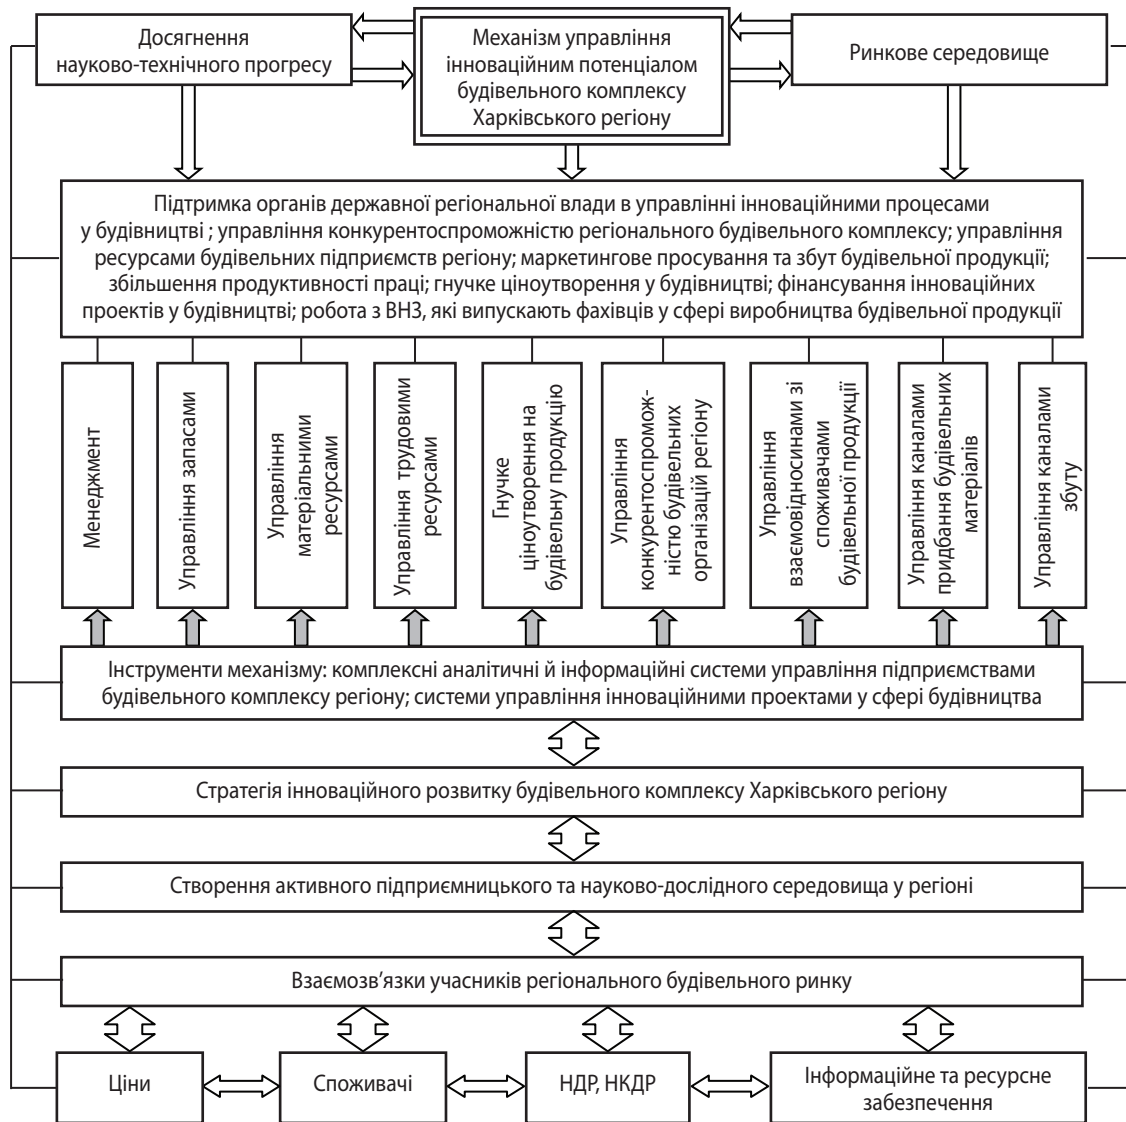 Досягнення
науково-технічного прогресу
Механізм управління
інноваційним потенціалом
будівельного комплексу
Харківського регіону
Ринкове середовище
Підтримка органів державної регіональної влади в управлінні інноваційними процесами
у будівництві ; управління конкурентоспроможністю регіонального будівельного комплексу; управління
ресурсами будівельних підприємств регіону; маркетингове просування та збут будівельної продукції;
збільшення продуктивності праці; гнучке ціноутворення у будівництві; фінансування інноваційних
проектів у будівництві; робота з ВНЗ, які випускають фахівців у сфері виробництва будівельної продукції
Менеджмент
Управління запасами
Управління
матеріальними
ресурсами
Управління трудовими
ресурсами
Гнучке
ціноутворення на
будівельну продукцію
Управління
конкурентоспромож-
ністю будівельних
організацій регіону
Управління
взаємовідносинами зі
споживачами
будівельної продукції
Управління каналами
придбання будівельних
матеріалів
Управління каналами
збуту
Інструменти механізму: комплексні аналітичні й інформаційні системи управління підприємствами
будівельного комплексу регіону; системи управління інноваційними проектами у сфері будівництва
Стратегія інноваційного розвитку будівельного комплексу Харківського регіону
Створення активного підприємницького та науково-дослідного середовища у регіоні
Взаємозв'язки учасників регіонального будівельного ринку
Ціни
Споживачі
НДР, НКДР
Інформаційне та ресурсне
забезпечення